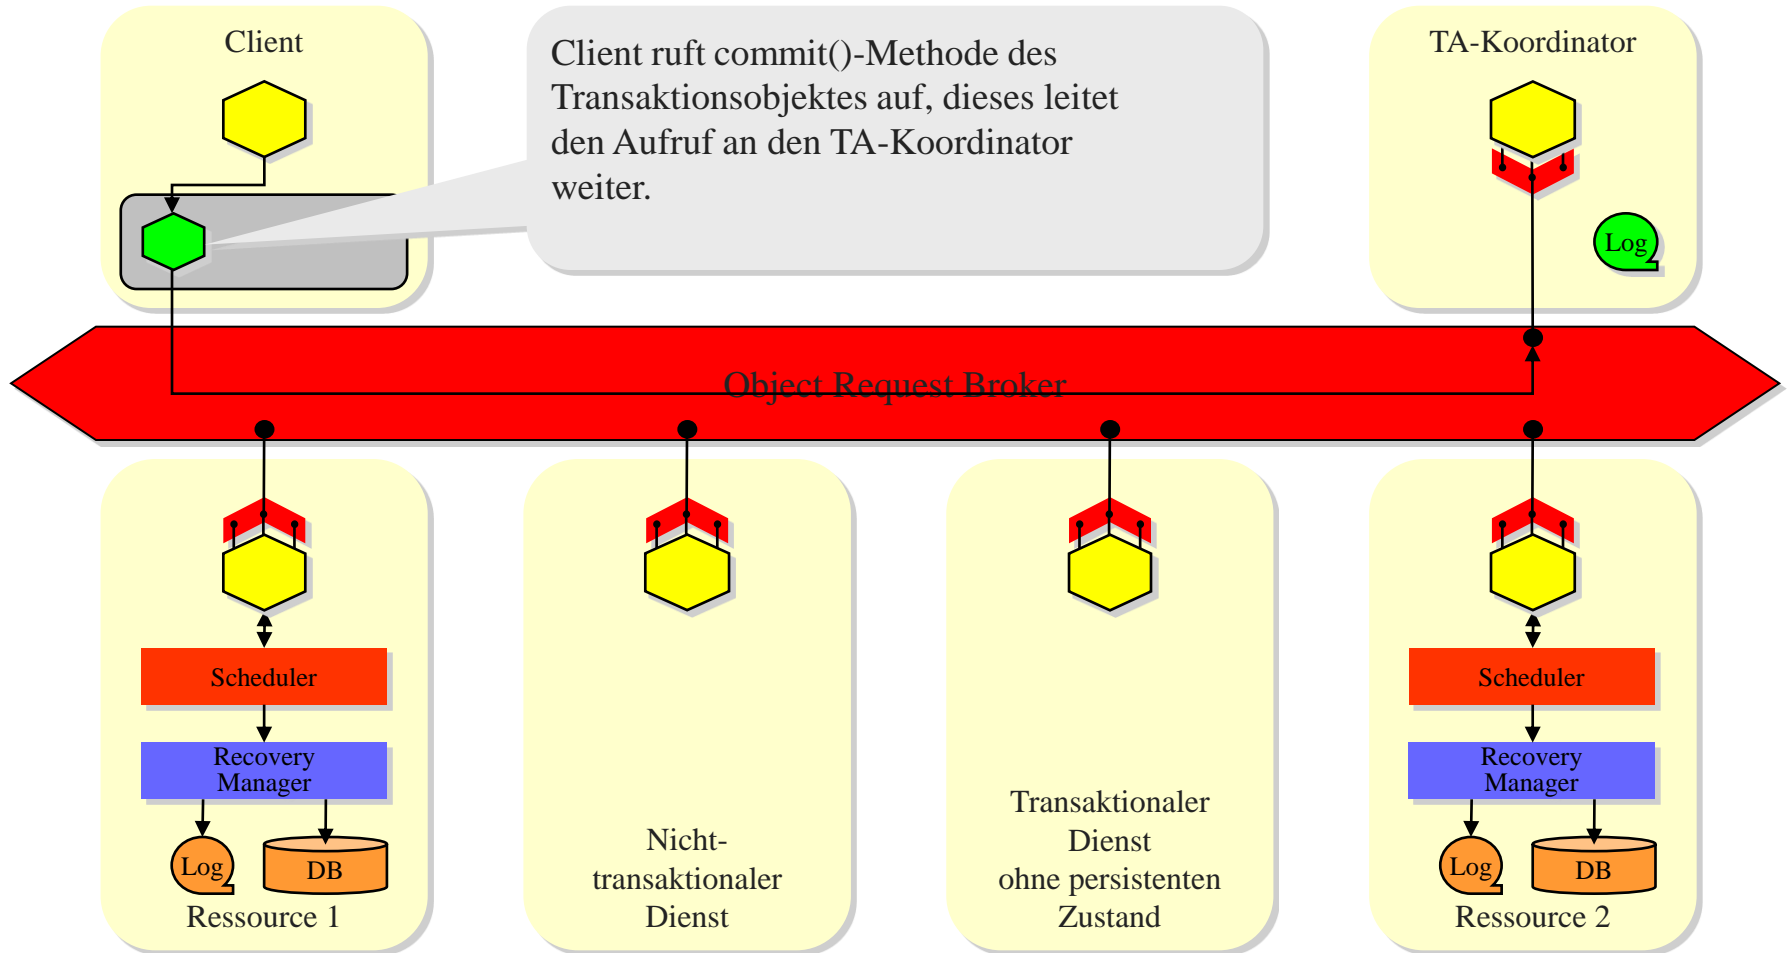 Client
Client ruft commit()-Methode des
Transaktionsobjektes auf, dieses leitet
den Aufruf an den TA-Koordinator
weiter.
TA-Koordinator
Log
Object Request Broker
Scheduler
Recovery
Manager
Log
DB
Ressource 1
Nicht-
transaktionaler
Dienst
Transaktionaler
Dienst
ohne persistenten
Zustand
Scheduler
Recovery
Manager
Log
DB
Ressource 2